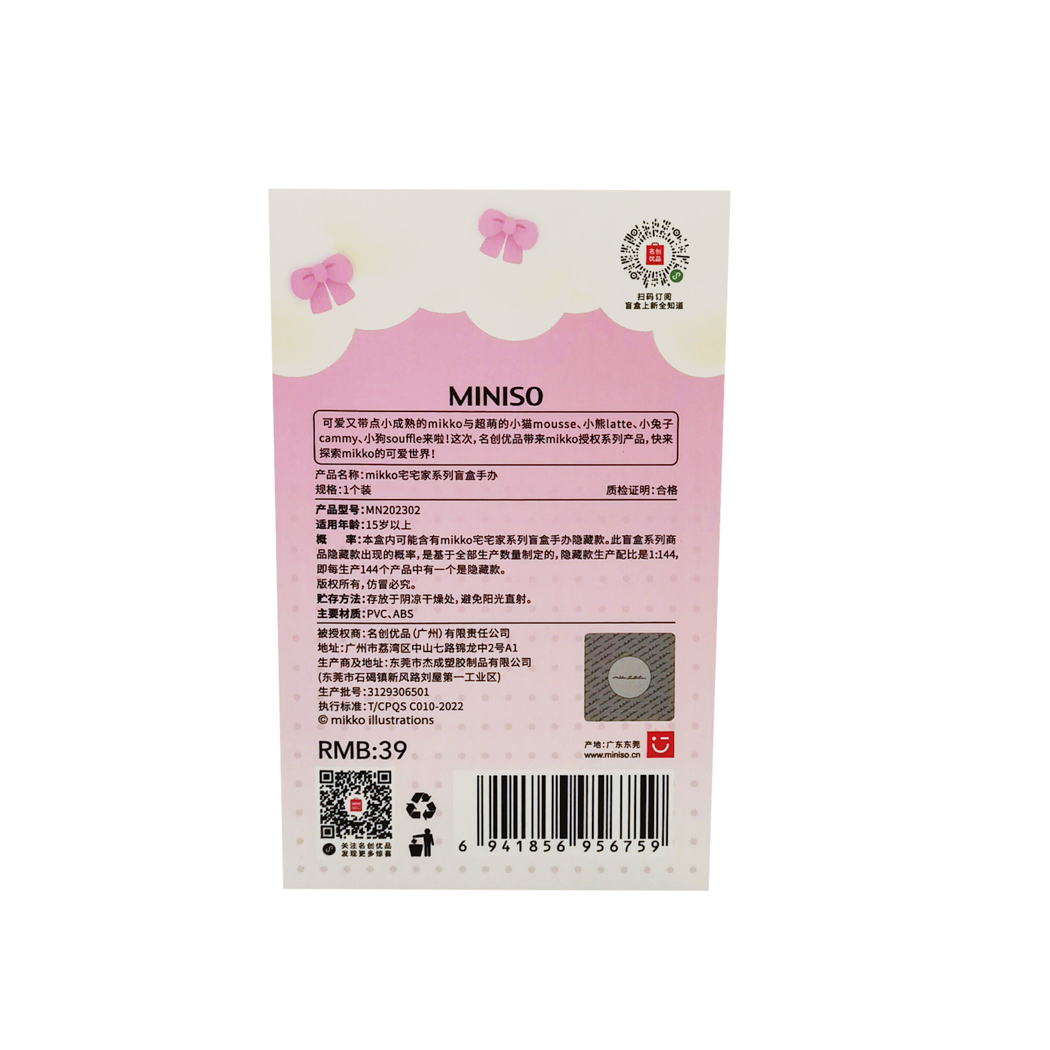 名创
优品
扫码订阅
盲盒上新全知道
MINISO
可爱又带点小成熟的mikko与超萌的小猫mousse、小熊latte、小兔子
cammy、小狗souffle来啦！这次，名创优品带来mikko授权系列产品，快来
探索mikko的可爱世界！
产品名称：mikko宅宅家系列盲盒手办
规格：1个装 质检证明：合格
产品型号：MN202302
适用年龄：15岁以上
概 率：本盒内可能含有mikko宅宅家系列盲盒手办隐藏款。此盲盒系列商
品隐藏款出现的概率，是基于全部生产数量制定的，隐藏款生产配比是1:144，
即每生产144个产品中有一个是隐藏款。
版权所有，仿冒必究。
贮存方法：存放于阴凉干燥处，避免阳光直射。
主要材质：PVC、ABS
被授权商：名创优品（广州）有限责任公司
地址：广州市荔湾区中山七路锦龙中2号A1
生产商及地址：东莞市杰成塑胶制品有限公司
(东莞市石碣镇新风路刘屋第一工业区)
生产批号：3129306501
执行标准：T/CPQS C010-2022
© mikko illustrations
RMB:39
产地：广东东莞
www.miniso.cn
关注名创优品
发现更多惊喜
6 941856 956759